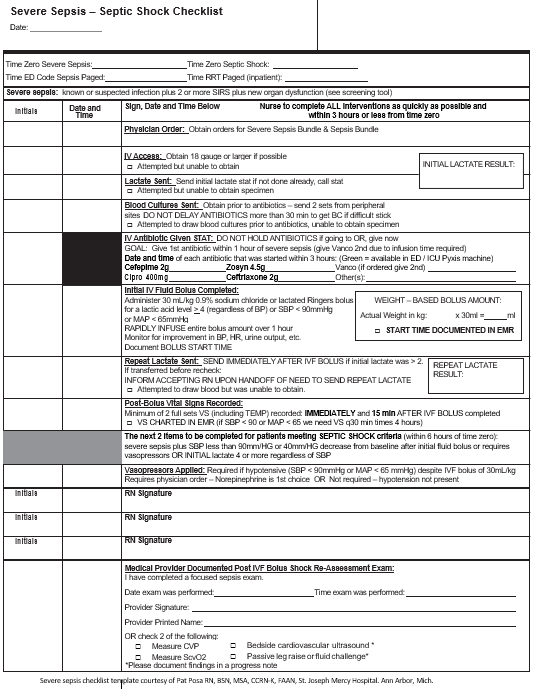 Severe Sepsis – Septic Shock Checklist
Date: ________________
Time Zero Severe Sepsis: ________________ Time Zero Septic Shock: ________________
Time ED Code Sepsis Paged: ________________ Time RRT Paged (inpatient): ________________
Severe sepsis: known or suspected infection plus 2 or more SIRS plus new organ dysfunction (see screening tool)
Initials
Date and Time
Sign, Date and Time Below
Nurse to complete ALL interventions as quickly as possible and
within 3 hours or less from time zero
Physician Order: Obtain orders for Severe Sepsis Bundle & Sepsis Bundle
IV Access: Obtain 18 gauge or larger if possible
□ Attempted but unable to obtain
INITIAL LACTATE RESULT:
Lactate Sent: Send initial lactate stat if not done already, call stat
□ Attempted but unable to obtain specimen
Blood Cultures Sent: Obtain prior to antibiotics – send 2 sets from peripheral
sites DO NOT DELAY ANTIBIOTICS more than 30 min to get BC if difficult stick
□ Attempted to draw blood cultures prior to antibiotics, unable to obtain
IV Antibiotic Given STAT: DO NOT HOLD ANTIBIOTICS if going to OR, give now
GOAL: Give 1st antibiotic within 1 hour of severe sepsis (give Vanco 2nd due to infusion time required)
Date and time of each antibiotic that was started within 3 hours: (Green = available in ED / ICU Pyxis machine)
Cefepime 2g________ Zosyn 4.5g________ Vanco (if ordered give 2nd) ________
Cipro 400mg________ Ceftriaxone 2g________ Other(s): ________
Initial IV Fluid Bolus Completed:
Administer 30 mL/kg 0.9% sodium chloride or lactated Ringers bolus
for a lactic acid level > 4 (regardless of BP) or SBP < 90mmHg
or MAP < 65mmHg
RAPIDLY INFUSE entire bolus amount over 1 hour
Monitor for improvement in BP, HR, urine output, etc.
Document BOLUS START TIME
WEIGHT – BASED BOLUS AMOUNT:
Actual Weight in kg: x 30ml =_____ml
□ START TIME DOCUMENTED IN EMR
Repeat Lactate Sent: SEND IMMEDIATELY AFTER IVF BOLUS if initial lactate was > 2.
If transferred before recheck:
INFORM ACCEPTING RN UPON HANDOFF OF NEED TO SEND REPEAT LACTATE
□ Attempted to draw blood but was unable to obtain.
REPEAT LACTATE
RESULT:
Post-Bolus Vital Signs Recorded:
Minimum of 2 full sets VS (including TEMP) recorded: IMMEDIATELY and 15 min AFTER IVF BOLUS completed
□ VS CHARTED IN EMR (if SBP < 90 or MAP < 65 we need VS q30 min times 4 hours)
The next 2 items to be completed for patients meeting SEPTIC SHOCK criteria (within 6 hours of time zero):
severe sepsis plus SBP less than 90mm/HG or 40mm/HG decrease from baseline after initial fluid bolus or requires
vasopressors OR INITIAL lactate 4 or more regardless of SBP
Vasopressors Applied: Required if hypotensive (SBP < 90mmHg or MAP < 65 mmHg) despite IVF bolus of 30mL/kg
Requires physician order – Norepinephrine is 1st choice OR Not required – hypotension not present
Initials RN Signature
Initials RN Signature
Initials RN Signature
Medical Provider Documented Post IVF Bolus Shock Re-Assessment Exam:
I have completed a focused sepsis exam.
Date exam was performed:________________ Time exam was performed: ________________
Provider Signature: ________________
Provider Printed Name: ________________
OR check 2 of the following:
□ Measure CVP □ Bedside cardiovascular ultrasound *
□ Measure ScvO2 □ Passive leg raise or fluid challenge*
*Please document findings in a progress note
Severe sepsis checklist template courtesy of Pat Posa RN, BSN, MSA, CCRN-K, FAAN, St. Joseph Mercy Hospital. Ann Arbor, Mich.